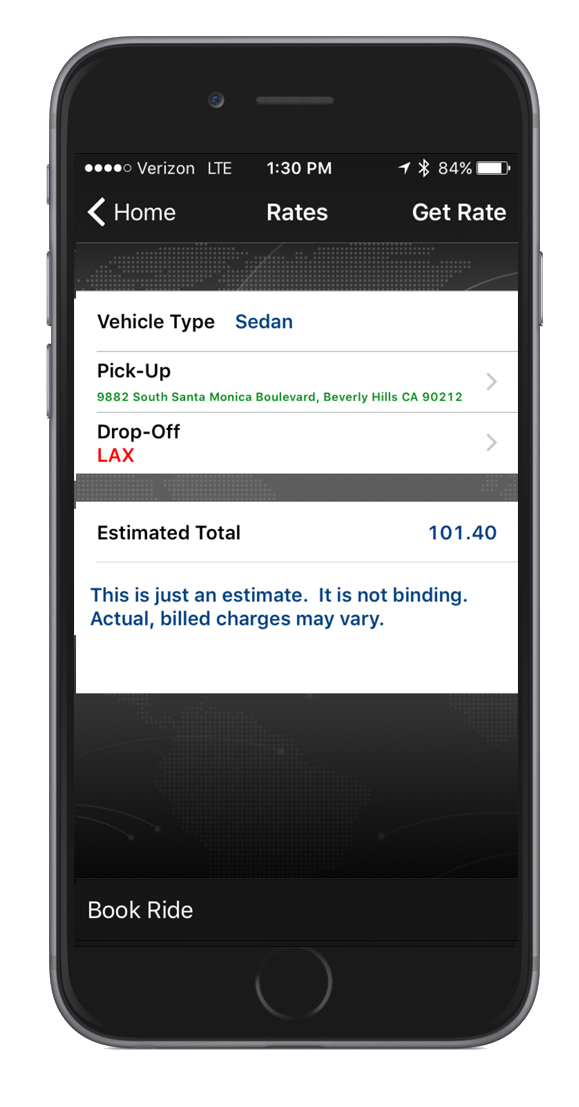 Verizon LTE 1:30 PM 84%
Home Rates Get Rate
Vehicle Type Sedan
Pick-Up
9882 South Santa Monica Boulevard, Beverly Hills CA 90212
Drop-Off
LAX
Estimated Total 101.40
This is just an estimate.  It is not binding.
Actual, billed charges may vary.
Book Ride